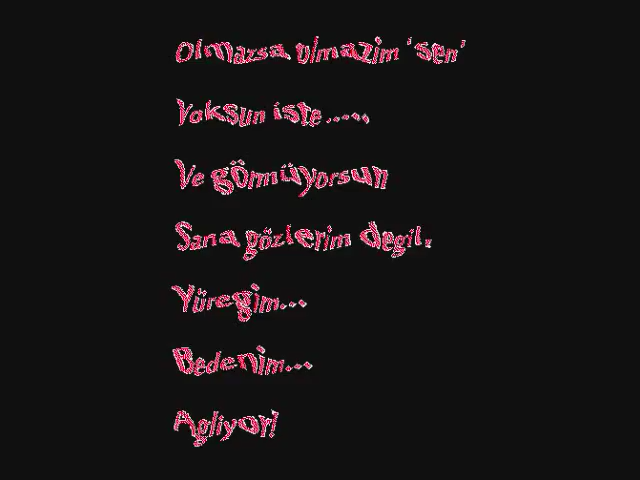 Olmazsa olmazim 'sen'
Yoksun iste.....
Ve görmüyorsun
Sana gözlerim degil.
Yüregim...
Bedenim...
Agliyor!